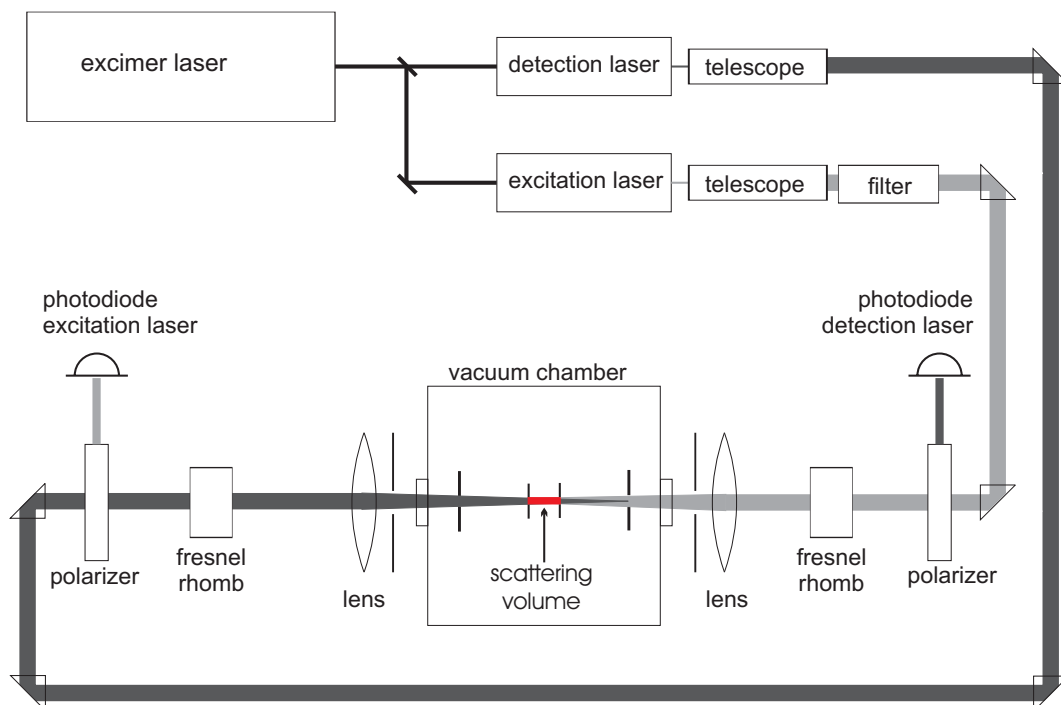 excimer laser
detection laser
telescope
excitation laser
telescope
filter
photodiode
excitation laser
photodiode
detection laser
vacuum chamber
polarizer
fresnel
rhomb
lens
scattering
volume
lens
fresnel
rhomb
polarizer